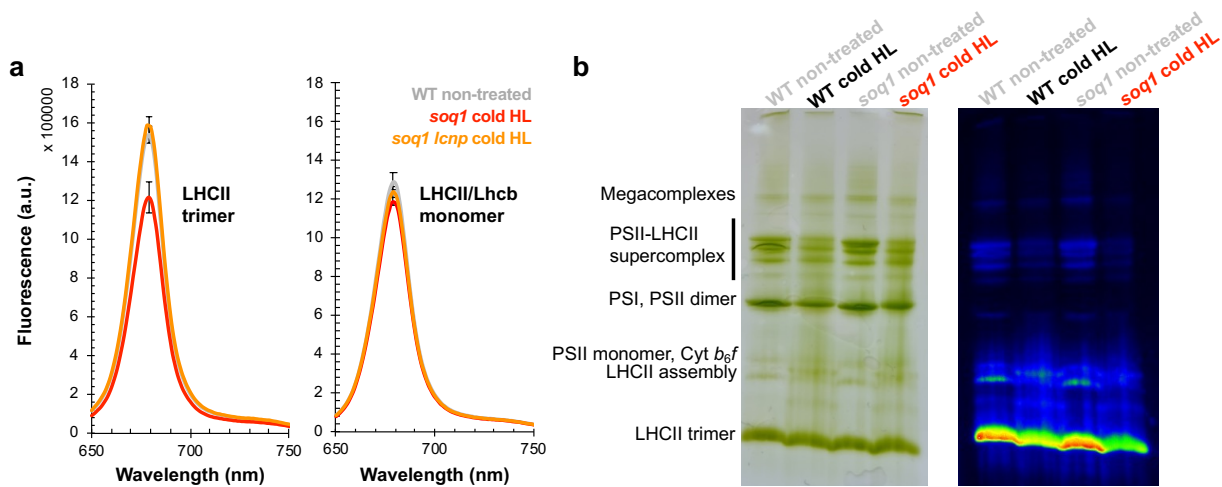 a
Fluorescence (a.u.)
x 100000
18
16
14
12
10
8
6
4
2
0
650
700
750
Wavelength (nm)
LHCII
trimer
18
16
14
12
10
8
6
4
2
0
650
700
750
Wavelength (nm)
WT non-treated
soq1 cold HL
soq1 lcnp cold HL
LHCII/Lhcb
monomer
b
WT non-treated
WT cold HL
soq1 non-treated
soq1 cold HL
WT non-treated
WT cold HL
soq1 non-treated
soq1 cold HL
Megacomplexes
PSII-LHCII
supercomplex
PSI, PSII dimer
PSII monomer, Cyt b6f
LHCII assembly
LHCII trimer